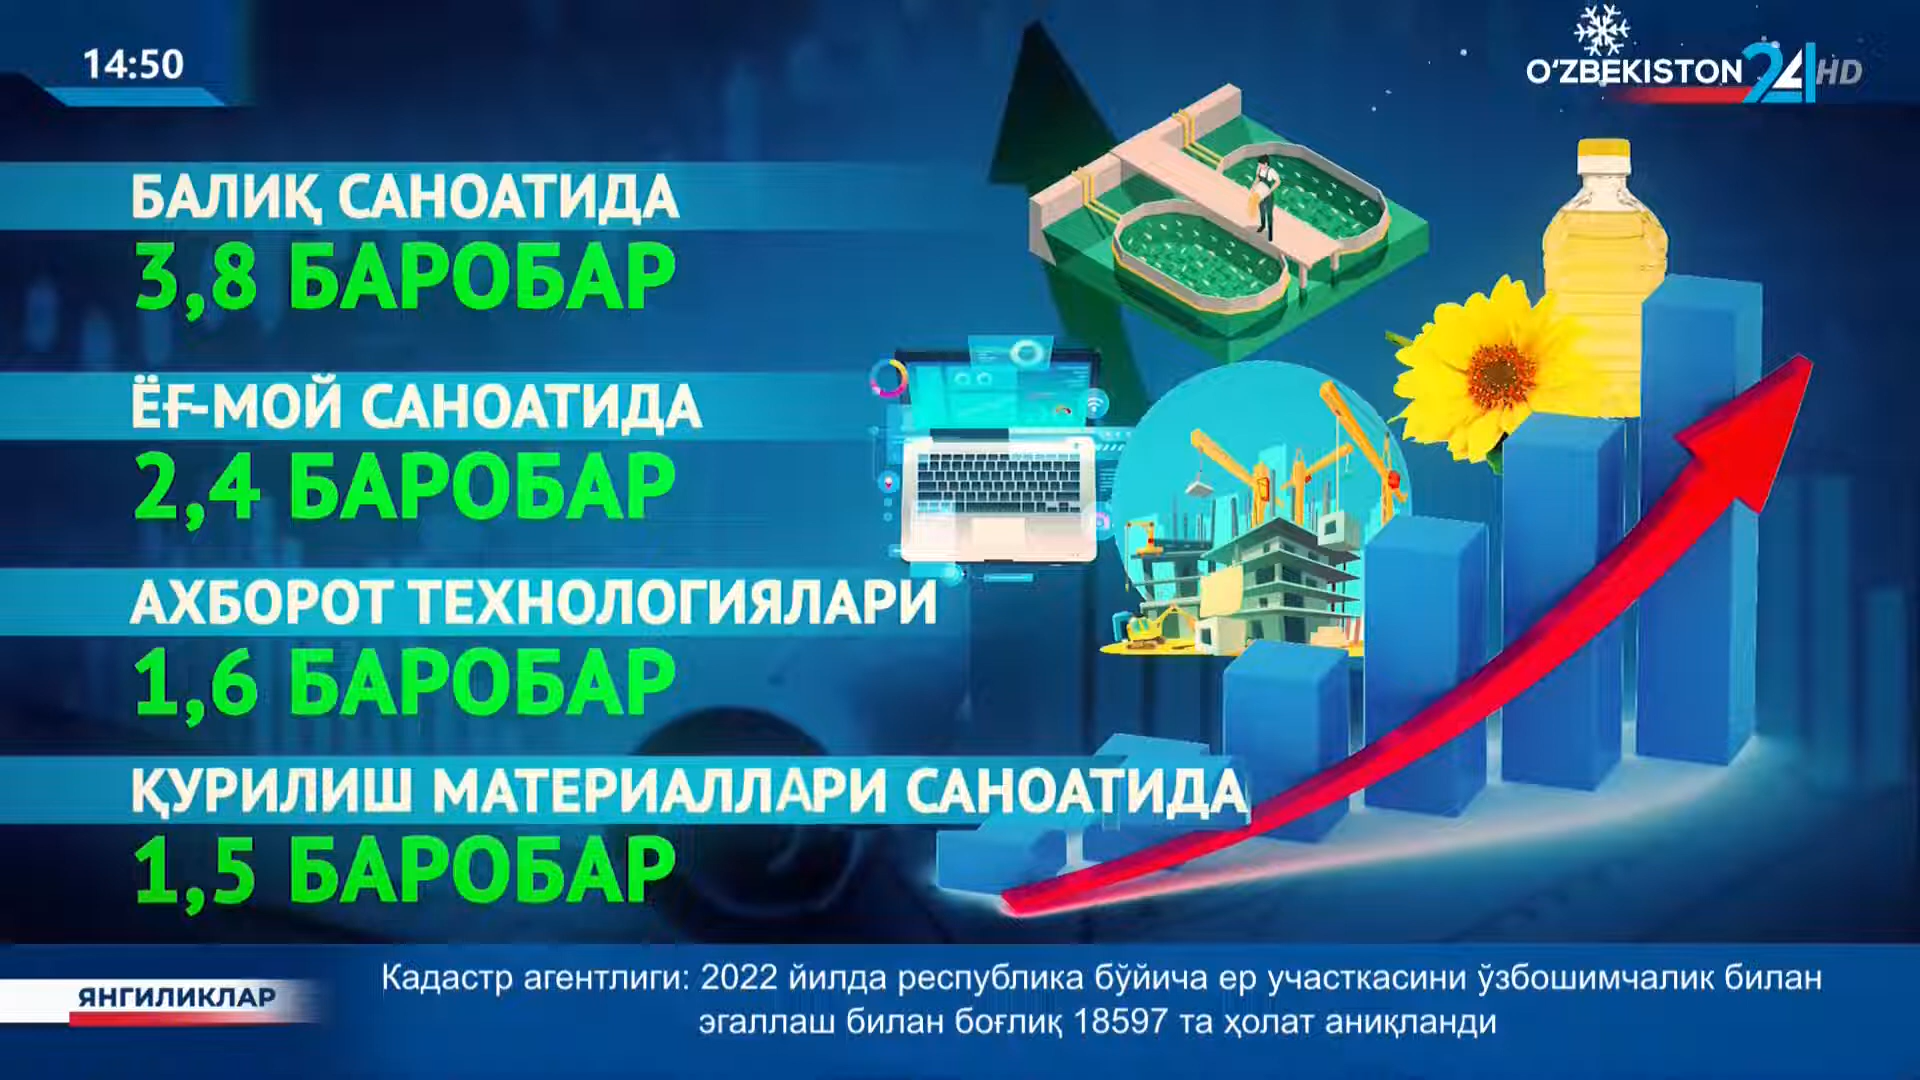 14:50
O‘ZBEKISTON 24 HD
БАЛИҚ САНОАТИДА
3,8 БАРОБАР
ЁҒ-МОЙ САНОАТИДА
2,4 БАРОБАР
АХБОРОТ ТЕХНОЛОГИЯЛАРИ
1,6 БАРОБАР
ҚУРИЛИШ МАТЕРИАЛЛАРИ САНОАТИДА
1,5 БАРОБАР
ЯНГИЛИКЛАР
Кадастр агентлиги: 2022 йилда республика бўйича ер участкасини ўзбошимчалик билан
эгаллаш билан боғлиқ 18597 та ҳолат аниқланди